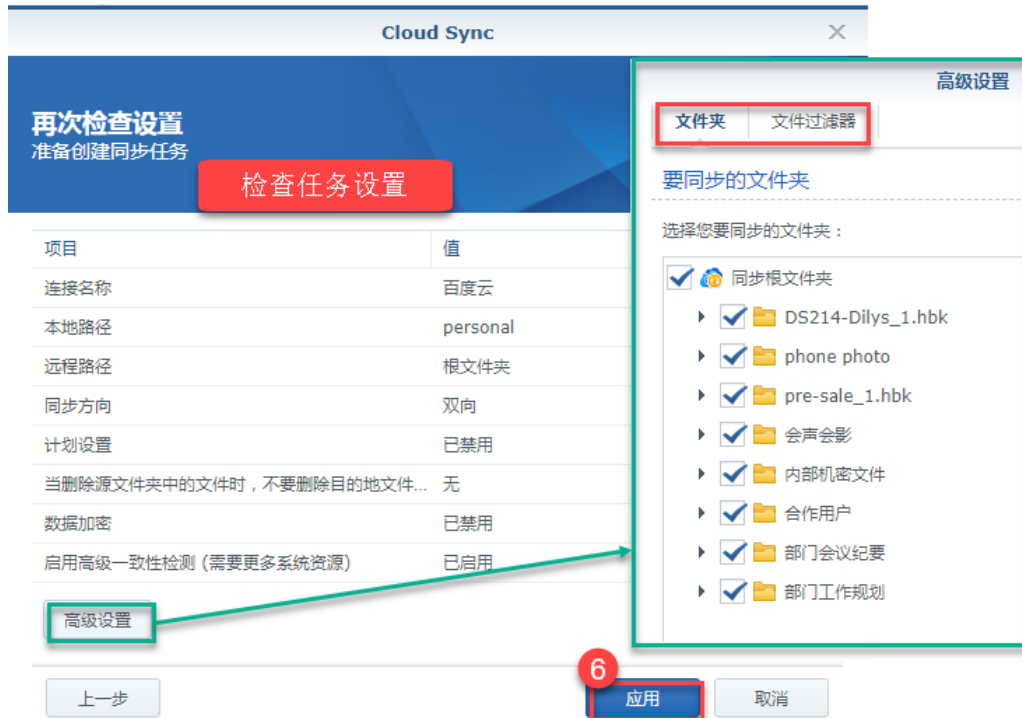 Cloud Sync
再次检查设置
准备创建同步任务
检查任务设置
项目 值
连接名称 百度云
本地路径 personal
远程路径 根文件夹
同步方向 双向
计划设置 已禁用
当删除源文件夹中的文件时，不要删除目的地文件... 无
数据加密 已禁用
启用高级一致性检测 (需要更多系统资源) 已启用
高级设置
上一步
6
应用
取消
高级设置
文件夹 文件过滤器
要同步的文件夹
选择您要同步的文件夹：
同步根文件夹
DS214-Dilys_1.hbk
phone photo
pre-sale_1.hbk
会声会影
内部机密文件
合作用户
部门会议纪要
部门工作规划